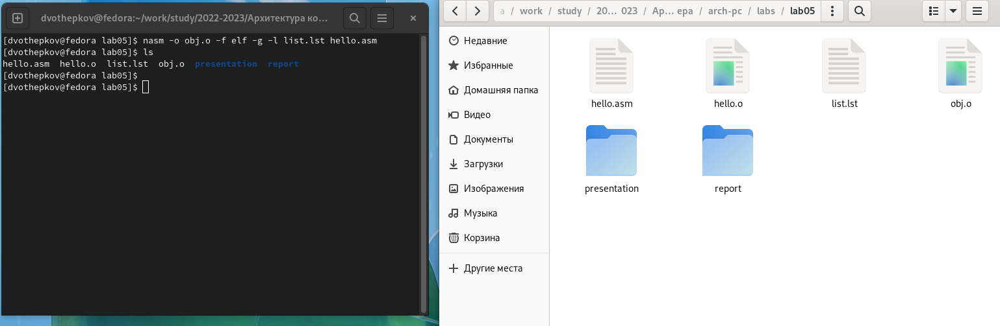 dvothepkov@fedora:~/work/study/2022-2023/Архитектура ко...
[dvothepkov@fedora lab05]$ nasm -o obj.o -f elf -g -l list.lst hello.asm
[dvothepkov@fedora lab05]$ ls
hello.asm  hello.o  list.lst  obj.o  presentation  report
[dvothepkov@fedora lab05]$
[dvothepkov@fedora lab05]$
а / work / study / 20... 023 / Ар... ера / arch-pc / labs / lab05
Недавние
Избранные
Домашняя папка
Видео
Документы
Загрузки
Изображения
Музыка
Корзина
Другие места
hello.asm
hello.o
list.lst
obj.o
presentation
report